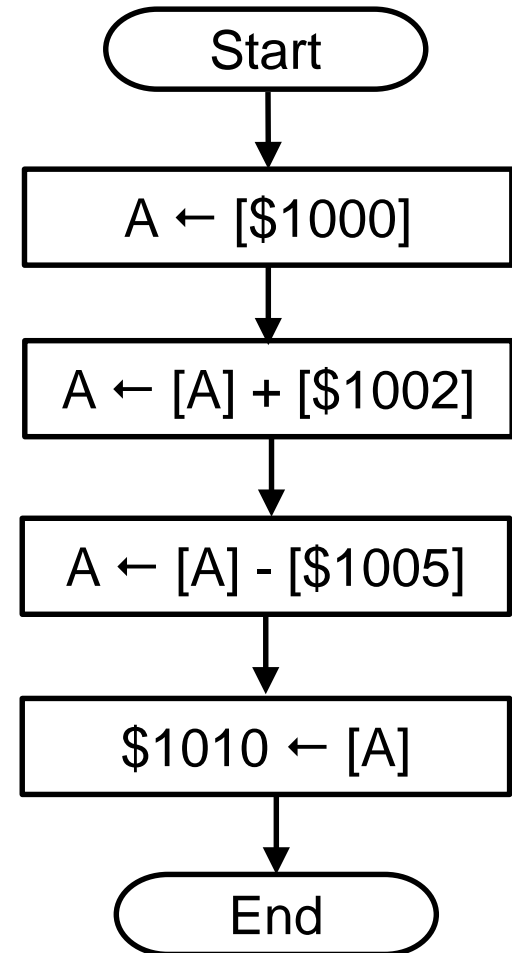 Start
A ← [$1000]
A ← [A] + [$1002]
A ← [A] - [$1005]
$1010 ← [A]
End